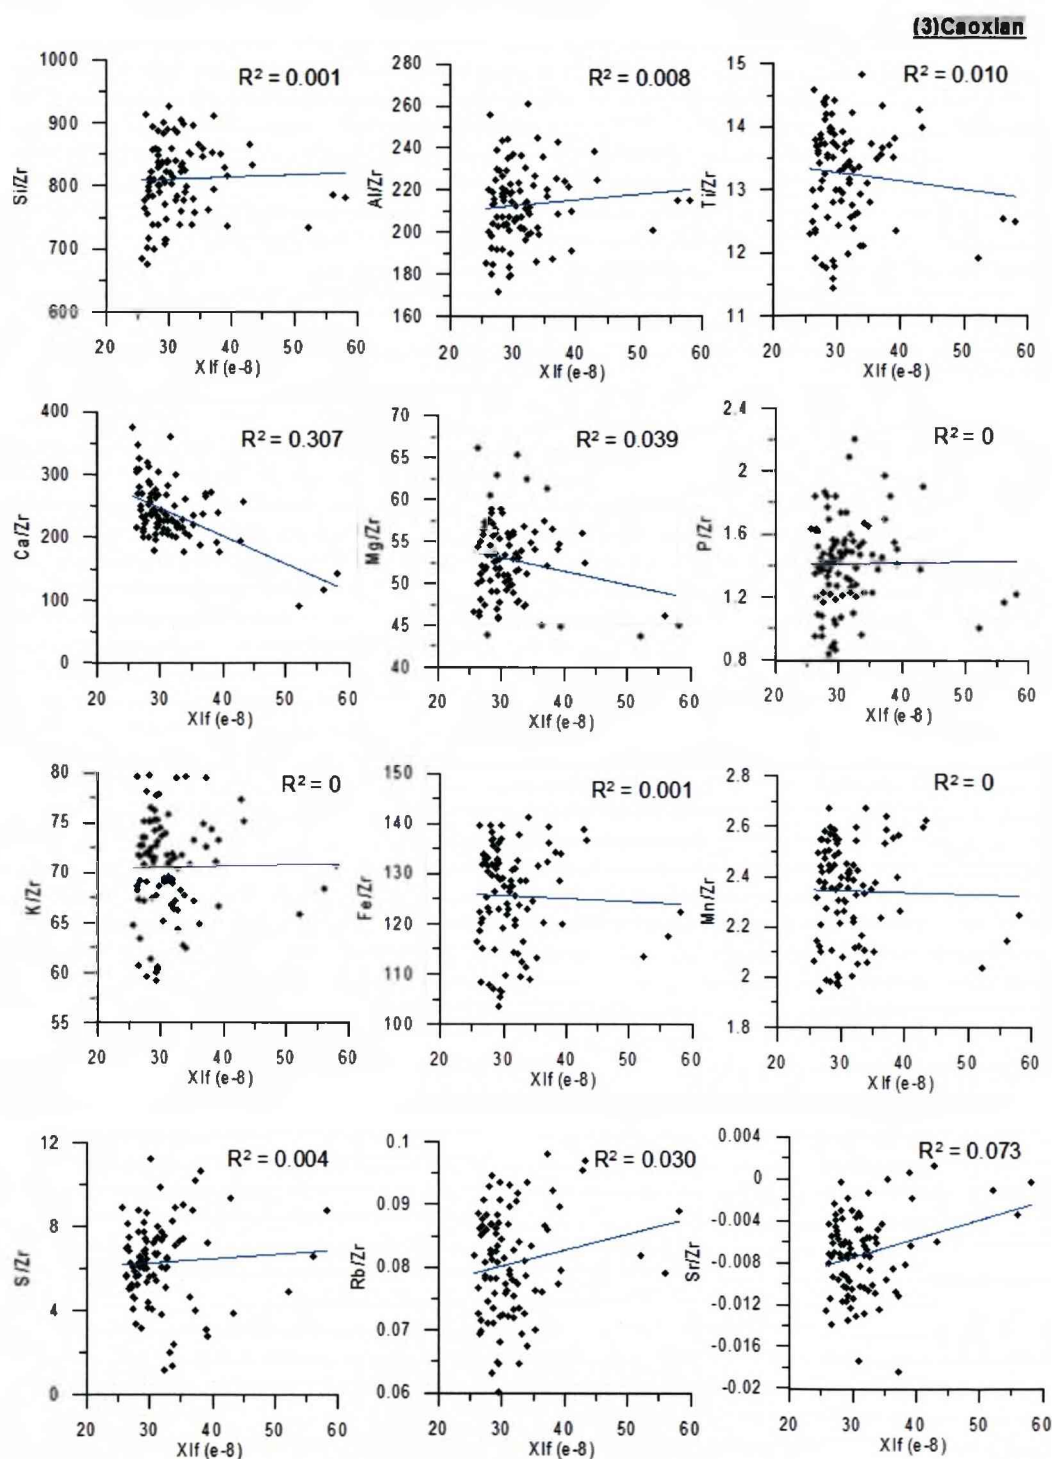 (3)Caoxian
1000
900
800
700
600
Si/Zr
R² = 0.001
20 30 40 50 60
Xlf (e-8)
280
260
240
220
200
180
160
Al/Zr
R² = 0.008
20 30 40 50 60
Xlf (e-8)
15
14
13
12
11
Ti/Zr
R² = 0.010
20 30 40 50 60
Xlf (e-8)
400
300
200
100
0
Ca/Zr
R² = 0.307
20 30 40 50 60
Xlf (e-8)
70
65
60
55
50
45
40
Mg/Zr
R² = 0.039
20 30 40 50 60
Xlf (e-8)
2.4
2
1.6
1.2
0.8
P/Zr
R² = 0
20 30 40 50 60
Xlf (e-8)
80
75
70
65
60
55
K/Zr
R² = 0
20 30 40 50 60
Xlf (e-8)
150
140
130
120
110
100
Fe/Zr
R² = 0.001
20 30 40 50 60
Xlf (e-8)
2.8
2.6
2.4
2.2
2
1.8
Mn/Zr
R² = 0
20 30 40 50 60
Xlf (e-8)
12
8
4
0
S/Zr
R² = 0.004
20 30 40 50 60
Xlf (e-8)
0.1
0.09
0.08
0.07
0.06
Rb/Zr
R² = 0.030
20 30 40 50 60
Xlf (e-8)
0.004
0
-0.004
-0.008
-0.012
-0.016
-0.02
Sr/Zr
R² = 0.073
20 30 40 50 60
Xlf (e-8)